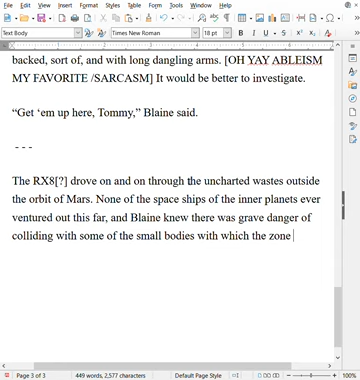 File Edit View Insert Format Styles Table Form Tools Window Help
Text Body Times New Roman 18 pt
backed, sort of, and with long dangling arms. [OH YAY ABLEISM
MY FAVORITE /SARCASM] It would be better to investigate.
“Get ‘em up here, Tommy,” Blaine said.
- - -
The RX8[?] drove on and on through the uncharted wastes outside
the orbit of Mars. None of the space ships of the inner planets ever
ventured out this far, and Blaine knew there was grave danger of
colliding with some of the small bodies with which the zone
Page 3 of 3 449 words, 2,577 characters Default Page Style 100%